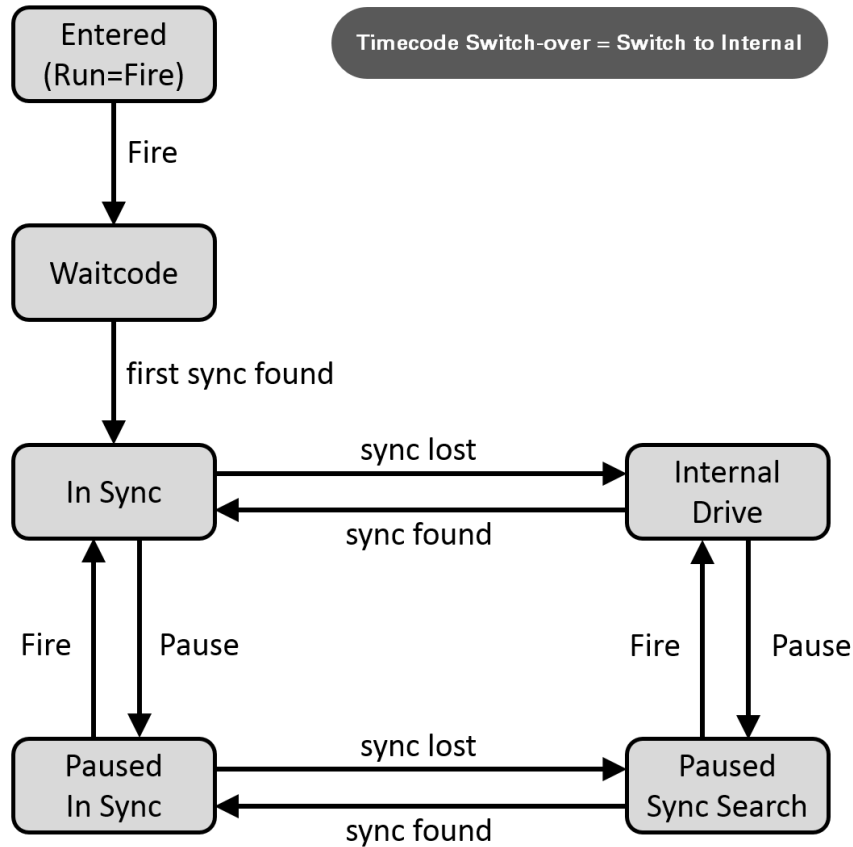 Entered
(Run=Fire)
Timecode Switch-over = Switch to Internal
Fire
Waitcode
first sync found
In Sync
sync lost
Internal
Drive
sync found
Fire
Pause
Fire
Pause
Paused
In Sync
sync lost
Paused
Sync Search
sync found